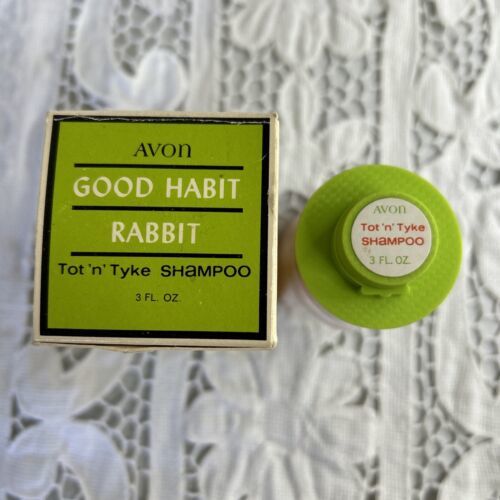 AVON
GOOD HABIT
RABBIT
Tot 'n' Tyke SHAMPOO
3 FL. OZ.
AVON
Tot 'n' Tyke
SHAMPOO
3 FL. OZ.